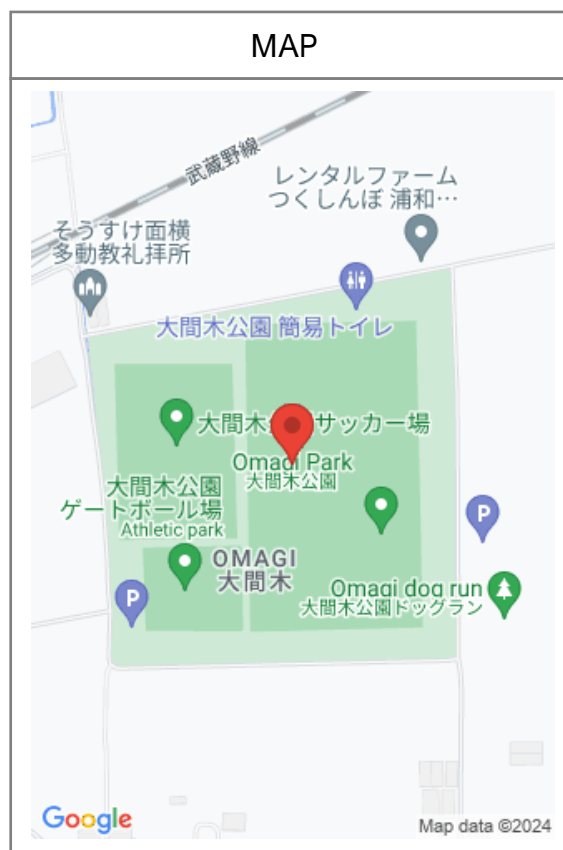 MAP
武蔵野線
レンタルファーム
つくしんぼ 浦和…
そうすけ面横
多動教礼拝所
大間木公園 簡易トイレ
大間木 サッカー場
Omagi Park
大間木公園
大間木公園
ゲートボール場
Athletic park
P
OMAGI
大間木
Omagi dog run
大間木公園ドッグラン
P
Google
Map data ©2024